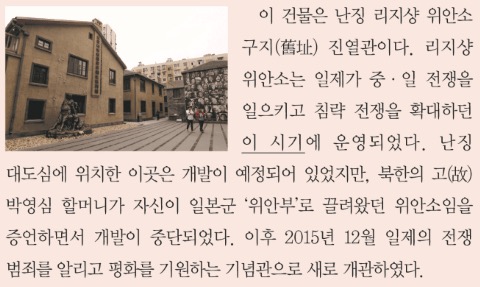 이 건물은 난징 리지샹 위안소
구지(舊址) 진열관이다. 리지샹
위안소는 일제가 중·일 전쟁을
일으키고 침략 전쟁을 확대하던
이 시기에 운영되었다. 난징
대도심에 위치한 이곳은 개발이 예정되어 있었지만, 북한의 고(故)
박영심 할머니가 자신이 일본군 ‘위안부’로 끌려왔던 위안소임을
증언하면서 개발이 중단되었다. 이후 2015년 12월 일제의 전쟁
범죄를 알리고 평화를 기원하는 기념관으로 새로 개관하였다.